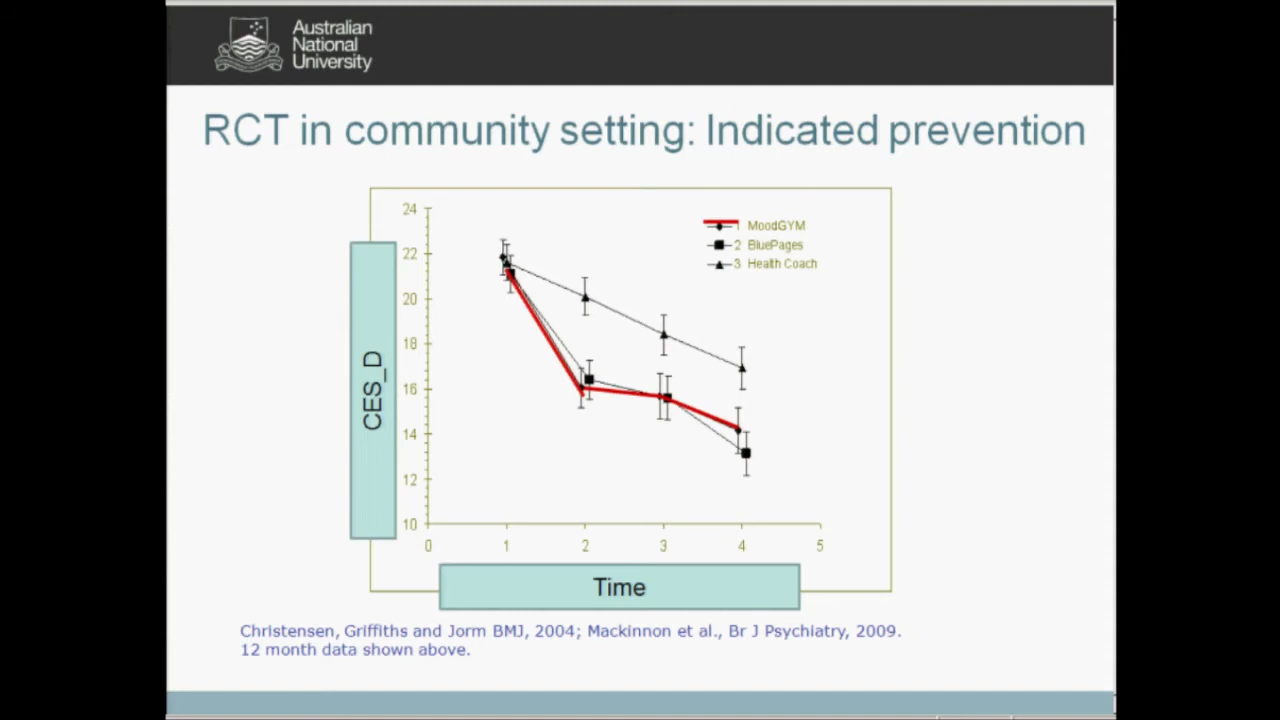 Australian
National
University
RCT in community setting: Indicated prevention
24
22
20
18
16
14
12
10
CES_D
1 MoodGYM
2 BluePages
3 Health Coach
0 1 2 3 4 5
Time
Christensen, Griffiths and Jorm BMJ, 2004; Mackinnon et al., Br J Psychiatry, 2009.
12 month data shown above.